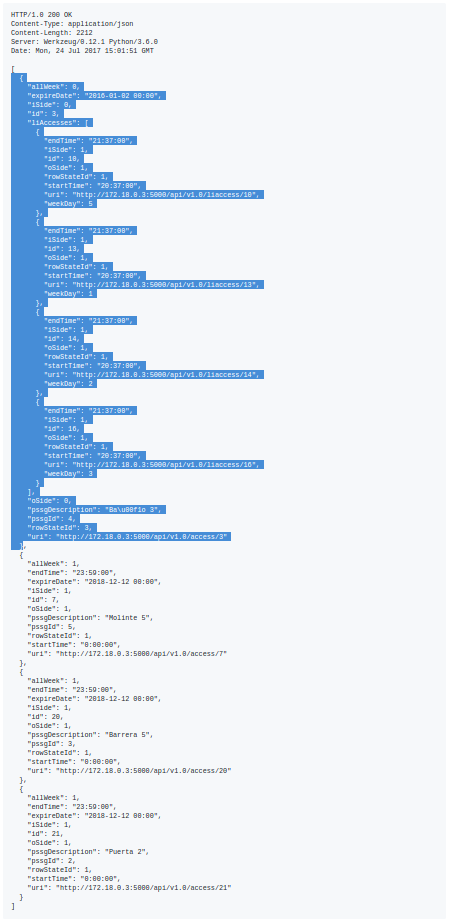 HTTP/1.0 200 OK
Content-Type: application/json
Content-Length: 2212
Server: Werkzeug/0.12.1 Python/3.6.0
Date: Mon, 24 Jul 2017 15:01:51 GMT
[
{
"allWeek": 0,
"expireDate": "2016-01-02 00:00",
"iSide": 0,
"id": 3,
"liAccesses": [
{
"endTime": "21:37:00",
"iSide": 1,
"id": 10,
"oSide": 1,
"rowStateId": 1,
"startTime": "20:37:00",
"uri": "http://172.18.0.3:5000/api/v1.0/liaccess/10",
"weekDay": 5
},
{
"endTime": "21:37:00",
"iSide": 1,
"id": 13,
"oSide": 1,
"rowStateId": 1,
"startTime": "20:37:00",
"uri": "http://172.18.0.3:5000/api/v1.0/liaccess/13",
"weekDay": 1
},
{
"endTime": "21:37:00",
"iSide": 1,
"id": 14,
"oSide": 1,
"rowStateId": 1,
"startTime": "20:37:00",
"uri": "http://172.18.0.3:5000/api/v1.0/liaccess/14",
"weekDay": 2
},
{
"endTime": "21:37:00",
"iSide": 1,
"id": 16,
"oSide": 1,
"rowStateId": 1,
"startTime": "20:37:00",
"uri": "http://172.18.0.3:5000/api/v1.0/liaccess/16",
"weekDay": 3
}
],
"oSide": 0,
"pssgDescription": "Ba\u00f1o 3",
"pssgId": 4,
"rowStateId": 3,
"uri": "http://172.18.0.3:5000/api/v1.0/access/3"
},
{
"allWeek": 1,
"endTime": "23:59:00",
"expireDate": "2018-12-12 00:00",
"iSide": 1,
"id": 7,
"oSide": 1,
"pssgDescription": "Molinte 5",
"pssgId": 5,
"rowStateId": 1,
"startTime": "0:00:00",
"uri": "http://172.18.0.3:5000/api/v1.0/access/7"
},
{
"allWeek": 1,
"endTime": "23:59:00",
"expireDate": "2018-12-12 00:00",
"iSide": 1,
"id": 20,
"oSide": 1,
"pssgDescription": "Barrera 5",
"pssgId": 3,
"rowStateId": 1,
"startTime": "0:00:00",
"uri": "http://172.18.0.3:5000/api/v1.0/access/20"
},
{
"allWeek": 1,
"endTime": "23:59:00",
"expireDate": "2018-12-12 00:00",
"iSide": 1,
"id": 21,
"oSide": 1,
"pssgDescription": "Puerta 2",
"pssgId": 2,
"rowStateId": 1,
"startTime": "0:00:00",
"uri": "http://172.18.0.3:5000/api/v1.0/access/21"
}
]